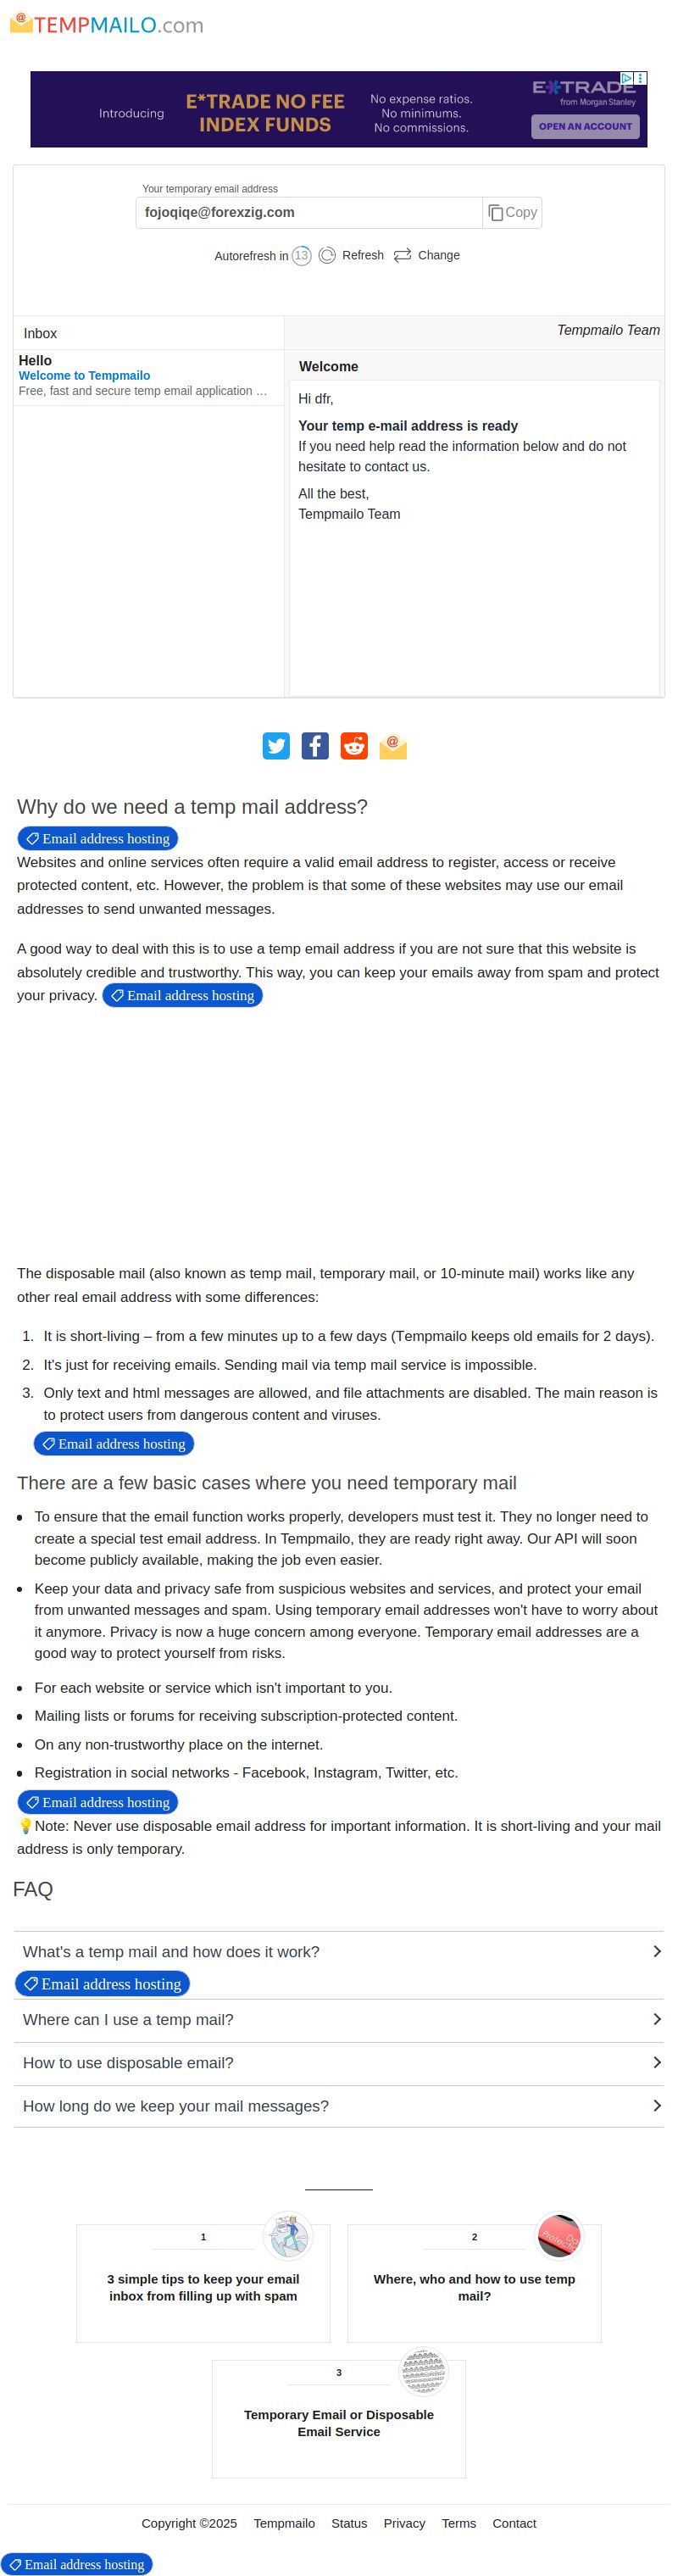 TEMPMAILO.com
Introducing
E*TRADE NO FEE
INDEX FUNDS
No expense ratios.
No minimums.
No commissions.
E*TRADE
from Morgan Stanley
OPEN AN ACCOUNT
Your temporary email address
fojoqiqe@forexzig.com
Copy
Autorefresh in 13 Refresh Change
Inbox
Tempmailo Team
Hello
Welcome to Tempmailo
Free, fast and secure temp email application …
Welcome
Hi dfr,
Your temp e-mail address is ready
If you need help read the information below and do not
hesitate to contact us.
All the best,
Tempmailo Team
Why do we need a temp mail address?
Email address hosting
Websites and online services often require a valid email address to register, access or receive
protected content, etc. However, the problem is that some of these websites may use our email
addresses to send unwanted messages.
A good way to deal with this is to use a temp email address if you are not sure that this website is
absolutely credible and trustworthy. This way, you can keep your emails away from spam and protect
your privacy. Email address hosting
The disposable mail (also known as temp mail, temporary mail, or 10-minute mail) works like any
other real email address with some differences:
1. It is short-living – from a few minutes up to a few days (Tempmailo keeps old emails for 2 days).
2. It's just for receiving emails. Sending mail via temp mail service is impossible.
3. Only text and html messages are allowed, and file attachments are disabled. The main reason is
to protect users from dangerous content and viruses.
Email address hosting
There are a few basic cases where you need temporary mail
• To ensure that the email function works properly, developers must test it. They no longer need to
create a special test email address. In Tempmailo, they are ready right away. Our API will soon
become publicly available, making the job even easier.
• Keep your data and privacy safe from suspicious websites and services, and protect your email
from unwanted messages and spam. Using temporary email addresses won't have to worry about
it anymore. Privacy is now a huge concern among everyone. Temporary email addresses are a
good way to protect yourself from risks.
• For each website or service which isn't important to you.
• Mailing lists or forums for receiving subscription-protected content.
• On any non-trustworthy place on the internet.
• Registration in social networks - Facebook, Instagram, Twitter, etc.
Email address hosting
💡Note: Never use disposable email address for important information. It is short-living and your mail
address is only temporary.
FAQ
What's a temp mail and how does it work?
Email address hosting
Where can I use a temp mail?
How to use disposable email?
How long do we keep your mail messages?
1
3 simple tips to keep your email
inbox from filling up with spam
2
Where, who and how to use temp
mail?
3
Temporary Email or Disposable
Email Service
Copyright ©2025 Tempmailo Status Privacy Terms Contact
Email address hosting